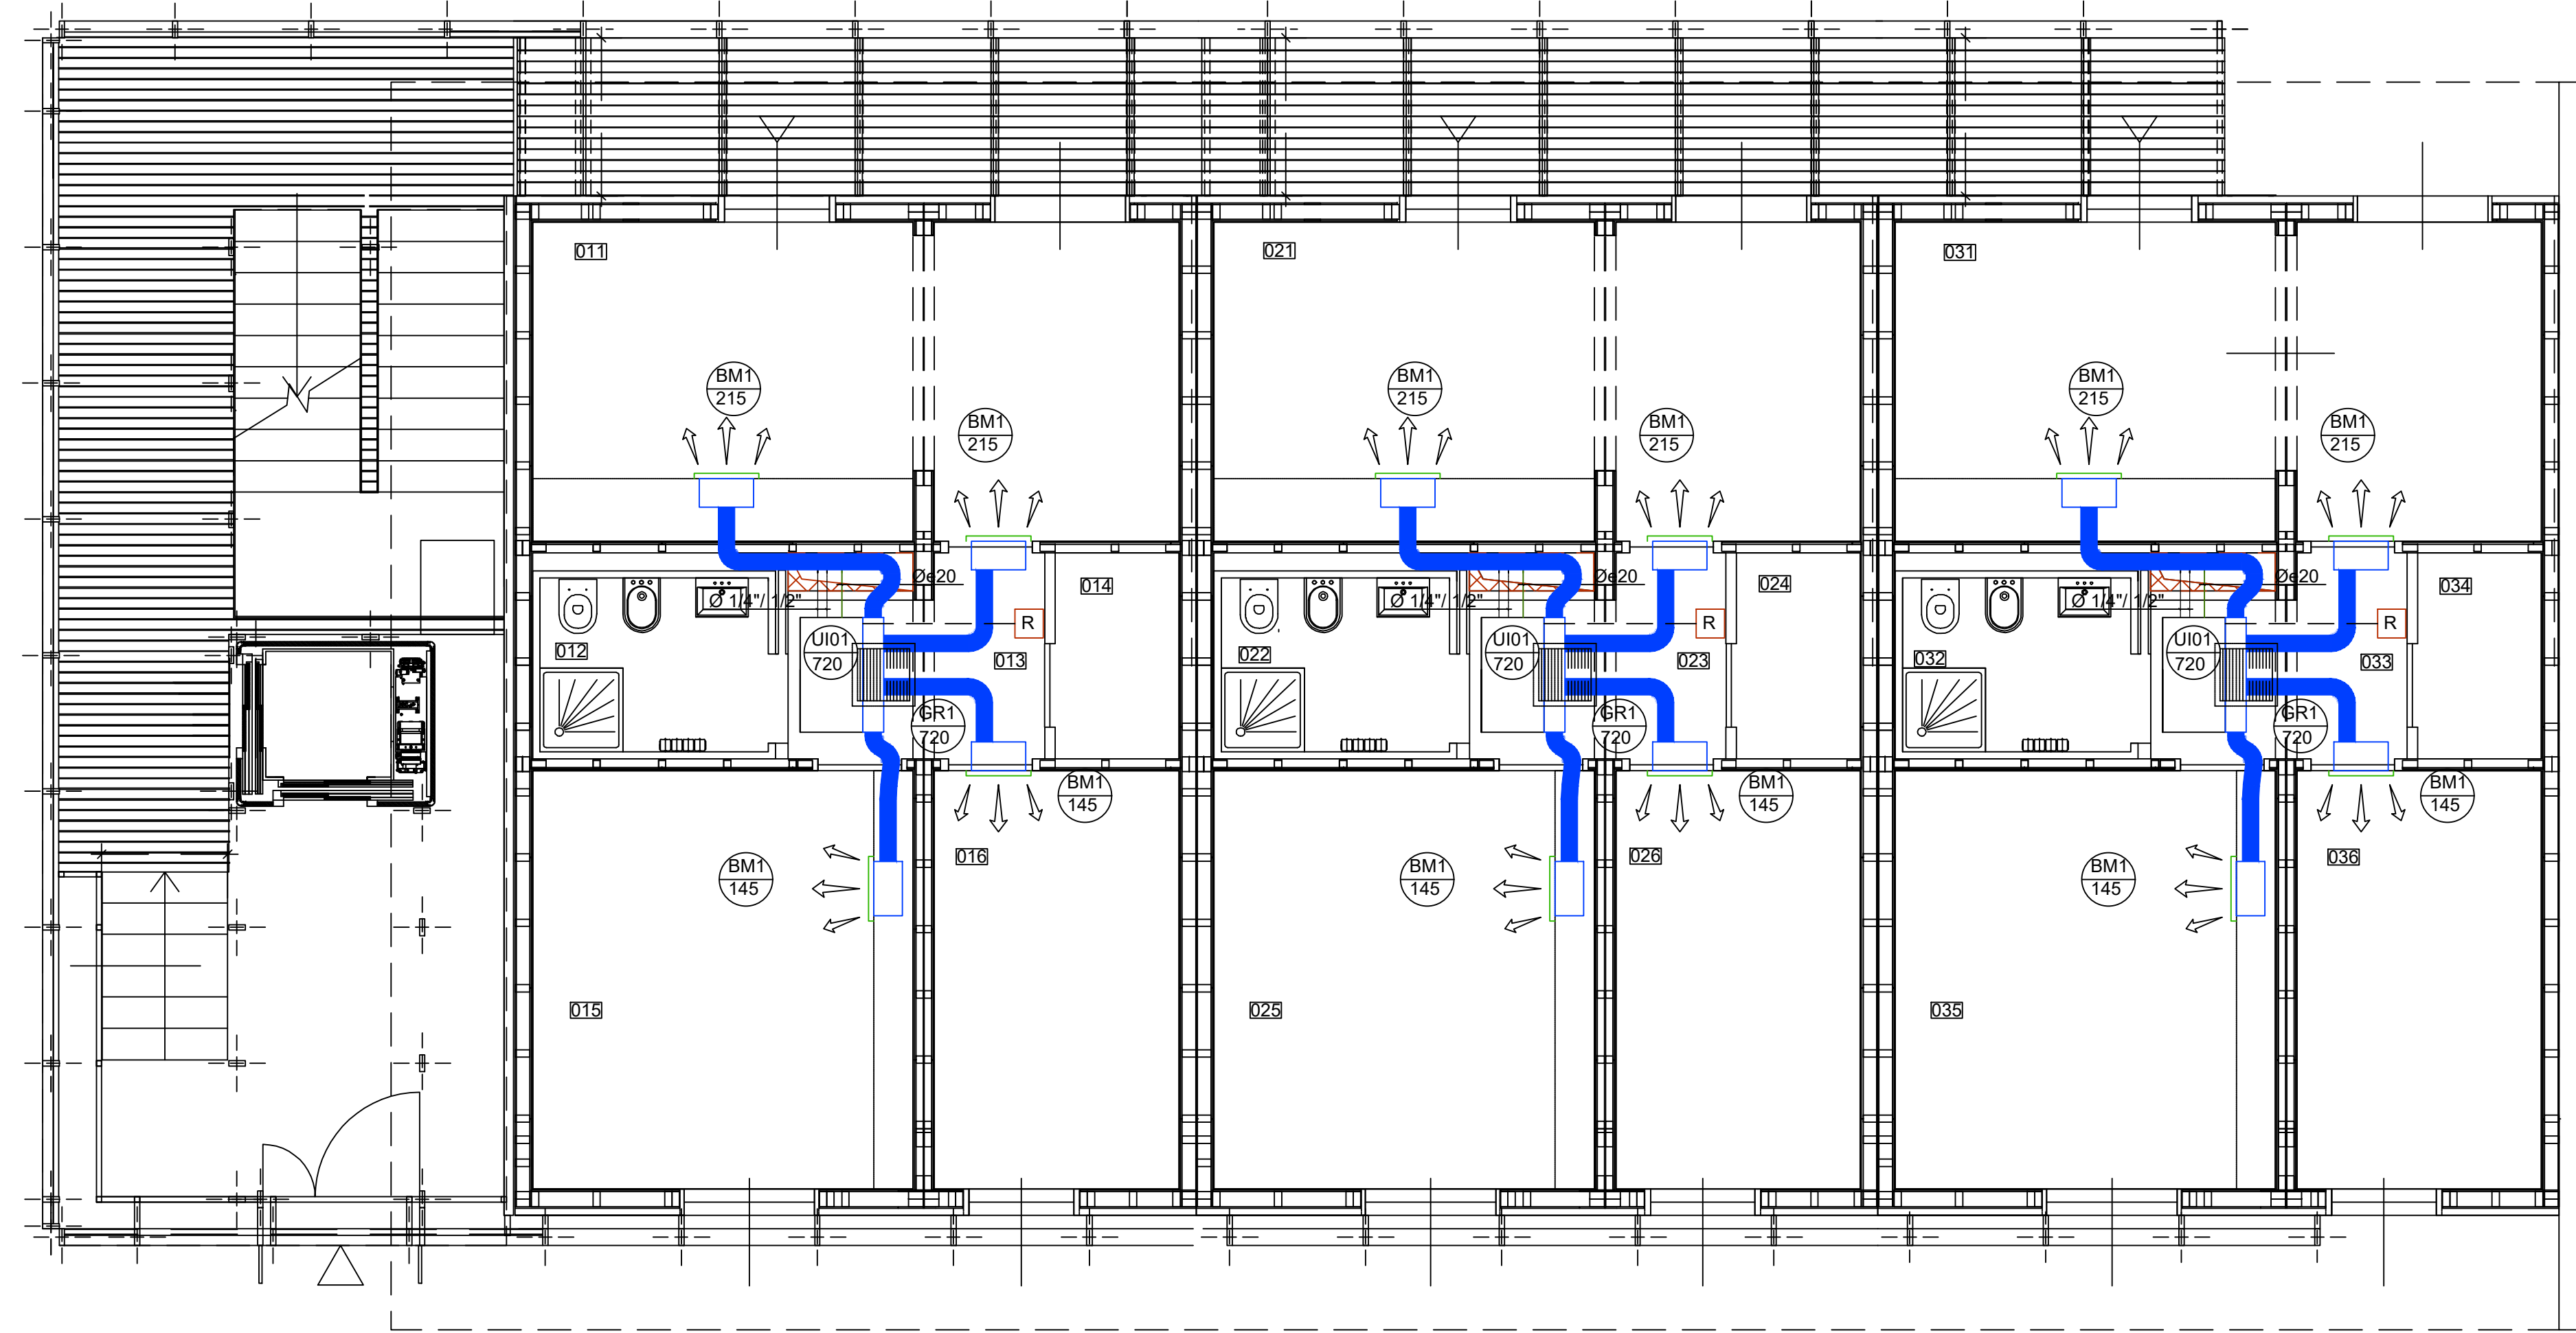 011
021
031
BM1
215
BM1
215
BM1
215
BM1
215
BM1
215
BM1
215
Øe20
Ø 1/4"/ 1/2"
014
Øe20
Ø 1/4"/ 1/2"
024
Øe20
Ø 1/4"/ 1/2"
034
R
R
R
012
UI01
720
013
022
UI01
720
023
032
UI01
720
033
GR1
720
GR1
720
GR1
720
BM1
145
BM1
145
BM1
145
016
026
036
BM1
145
BM1
145
BM1
145
015
025
035